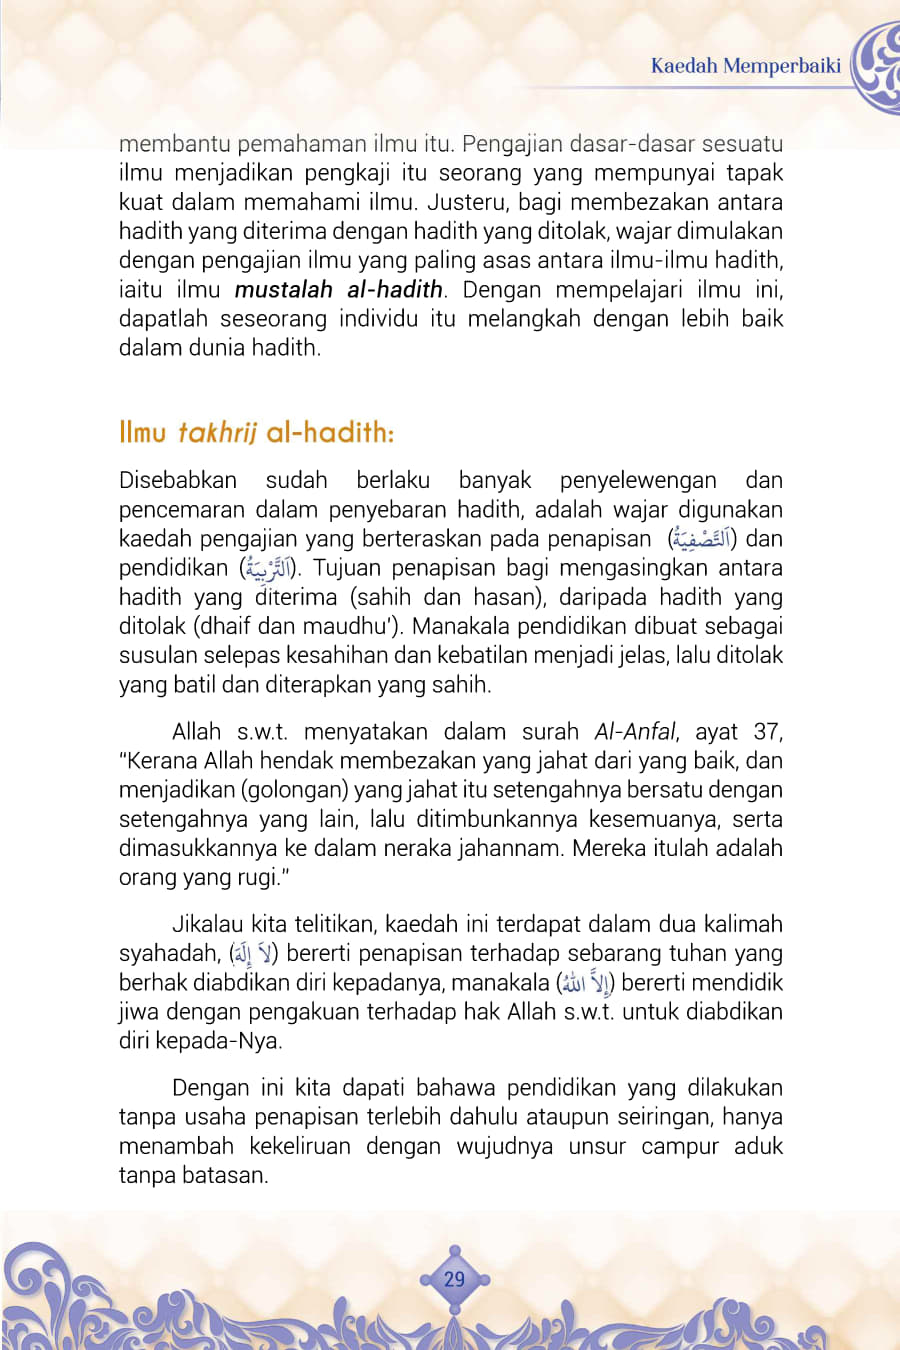 Kaedah Memperbaiki
membantu pemahaman ilmu itu. Pengajian dasar-dasar sesuatu
ilmu menjadikan pengkaji itu seorang yang mempunyai tapak
kuat dalam memahami ilmu. Justeru, bagi membezakan antara
hadith yang diterima dengan hadith yang ditolak, wajar dimulakan
dengan pengajian ilmu yang paling asas antara ilmu-ilmu hadith,
iaitu ilmu mustalah al-hadith. Dengan mempelajari ilmu ini,
dapatlah seseorang individu itu melangkah dengan lebih baik
dalam dunia hadith.
Ilmu takhrij al-hadith:
Disebabkan sudah berlaku banyak penyelewengan dan
pencemaran dalam penyebaran hadith, adalah wajar digunakan
kaedah pengajian yang berteraskan pada penapisan (اَلتَّصْفِيَةُ) dan
pendidikan (اَلتَّرْبِيَةُ). Tujuan penapisan bagi mengasingkan antara
hadith yang diterima (sahih dan hasan), daripada hadith yang
ditolak (dhaif dan maudhu'). Manakala pendidikan dibuat sebagai
susulan selepas kesahihan dan kebatilan menjadi jelas, lalu ditolak
yang batil dan diterapkan yang sahih.
Allah s.w.t. menyatakan dalam surah Al-Anfal, ayat 37,
“Kerana Allah hendak membezakan yang jahat dari yang baik, dan
menjadikan (golongan) yang jahat itu setengahnya bersatu dengan
setengahnya yang lain, lalu ditimbunkannya kesemuanya, serta
dimasukkannya ke dalam neraka jahannam. Mereka itulah adalah
orang yang rugi.”
Jikalau kita telitikan, kaedah ini terdapat dalam dua kalimah
syahadah, (لاَ إِلَهَ) bererti penapisan terhadap sebarang tuhan yang
berhak diabdikan diri kepadanya, manakala (إِلاَّ اللهُ) bererti mendidik
jiwa dengan pengakuan terhadap hak Allah s.w.t. untuk diabdikan
diri kepada-Nya.
Dengan ini kita dapati bahawa pendidikan yang dilakukan
tanpa usaha penapisan terlebih dahulu ataupun seiringan, hanya
menambah kekeliruan dengan wujudnya unsur campur aduk
tanpa batasan.
29